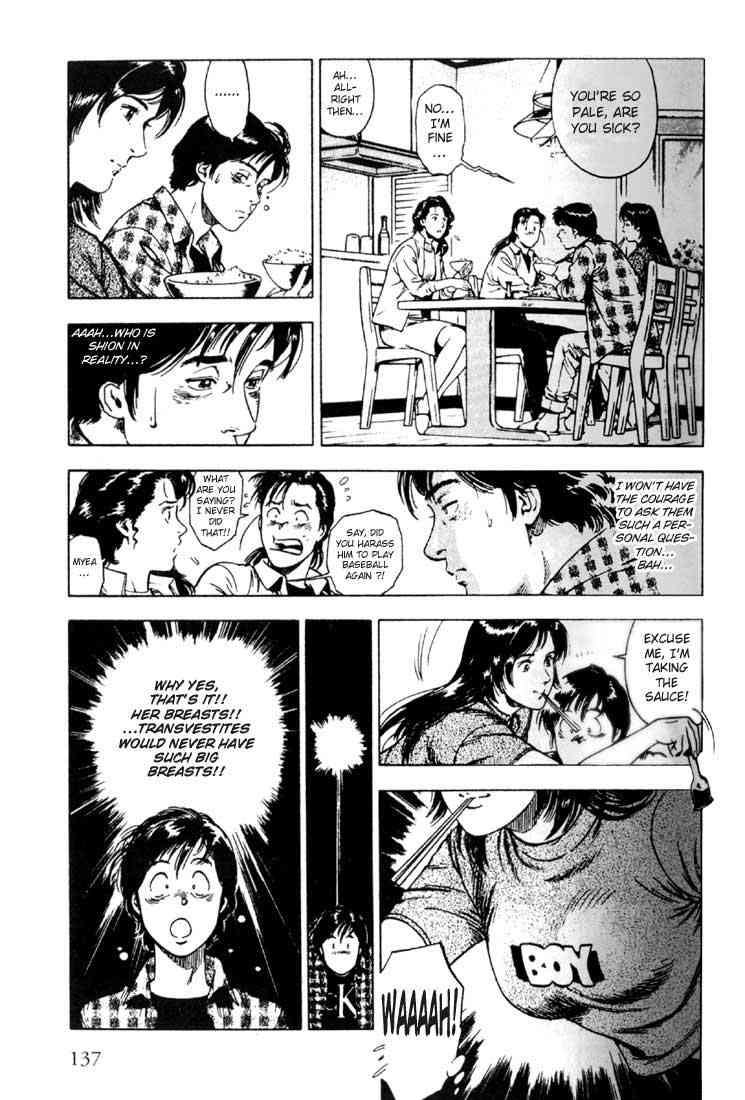 YOU'RE SO
PALE, ARE
YOU SICK?
NO...
I'M
FINE
...
AH...
ALL-
RIGHT
THEN...
......
AAAH...WHO IS
SHION IN
REALITY...?
I WON'T HAVE
THE COURAGE
TO ASK THEM
SUCH A PER-
SONAL QUES-
TION...
BAH...
SAY, DID
YOU HARASS
HIM TO PLAY
BASEBALL
AGAIN ?!
WHAT
ARE YOU
SAYING?
I NEVER
DID
THAT!!
MYEA
...
EXCUSE
ME, I'M
TAKING
THE
SAUCE!
BOY
WAAAAH!
K
WHY YES,
THAT'S IT!!
HER BREASTS!!
...TRANSVESTITES
WOULD NEVER HAVE
SUCH BIG
BREASTS!!
137